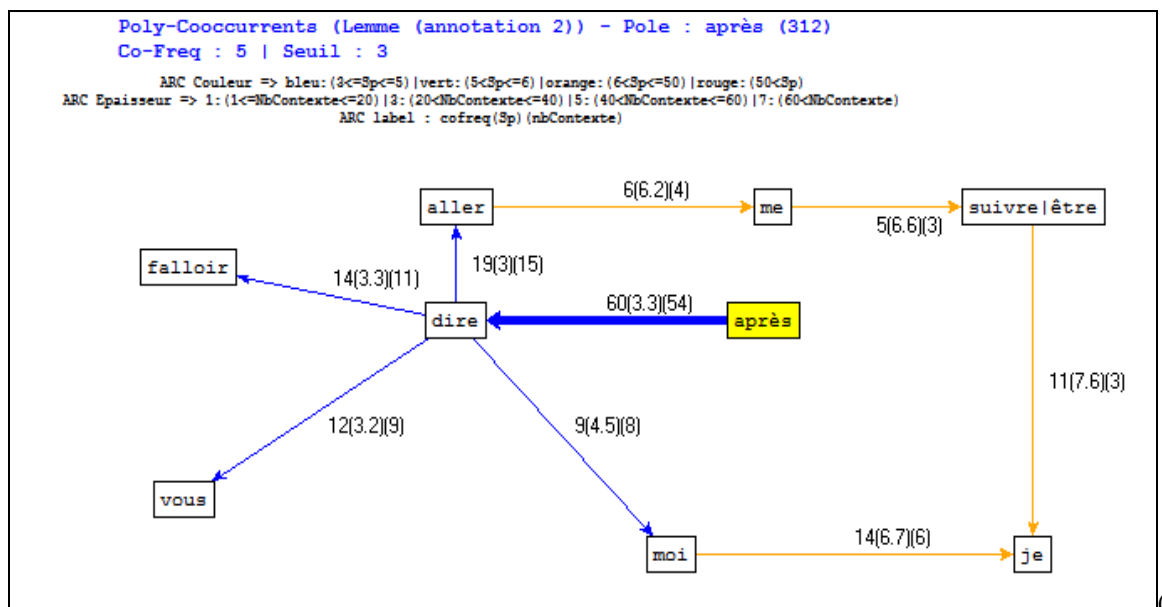 Poly-Cooccurrents (Lemme (annotation 2)) - Pole : après (312)
Co-Freq : 5 | Seuil : 3
ARC Couleur => bleu:(3<=Sp<=5)|vert:(5<Sp<=6)|orange:(6<Sp<=50)|rouge:(50<Sp)
ARC Epaisseur => 1:(1<=NbContexte<=20)|3:(20<NbContexte<=40)|5:(40<NbContexte<=60)|7:(60<NbContexte)
ARC label : cofreq(Sp)(nbContexte)
6(6.2)(4)
aller
me
suivre|être
5(6.6)(3)
falloir
14(3.3)(11)
19(3)(15)
60(3.3)(54)
dire
après
11(7.6)(3)
12(3.2)(9)
9(4.5)(8)
vous
14(6.7)(6)
moi
je
(